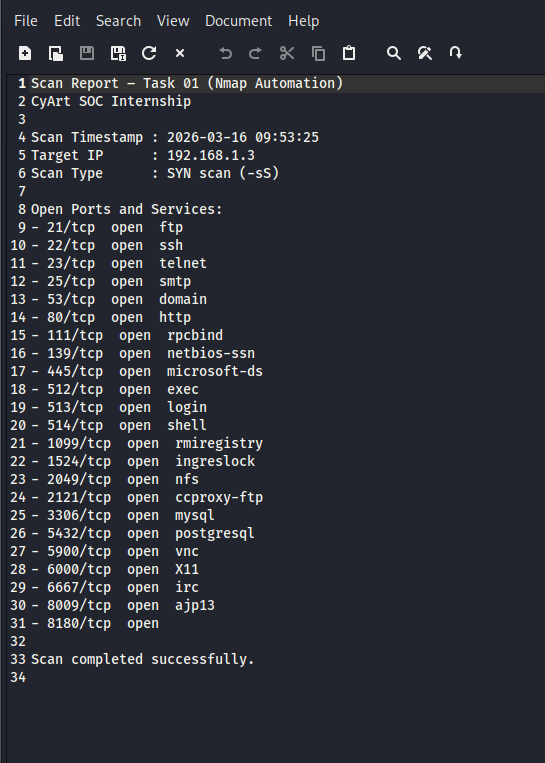 File Edit Search View Document Help
1 Scan Report – Task 01 (Nmap Automation)
2 CyArt SOC Internship
3
4 Scan Timestamp : 2026-03-16 09:53:25
5 Target IP      : 192.168.1.3
6 Scan Type      : SYN scan (-sS)
7
8 Open Ports and Services:
9 - 21/tcp  open  ftp
10 - 22/tcp  open  ssh
11 - 23/tcp  open  telnet
12 - 25/tcp  open  smtp
13 - 53/tcp  open  domain
14 - 80/tcp  open  http
15 - 111/tcp  open  rpcbind
16 - 139/tcp  open  netbios-ssn
17 - 445/tcp  open  microsoft-ds
18 - 512/tcp  open  exec
19 - 513/tcp  open  login
20 - 514/tcp  open  shell
21 - 1099/tcp  open  rmiregistry
22 - 1524/tcp  open  ingreslock
23 - 2049/tcp  open  nfs
24 - 2121/tcp  open  ccproxy-ftp
25 - 3306/tcp  open  mysql
26 - 5432/tcp  open  postgresql
27 - 5900/tcp  open  vnc
28 - 6000/tcp  open  X11
29 - 6667/tcp  open  irc
30 - 8009/tcp  open  ajp13
31 - 8180/tcp  open
32
33 Scan completed successfully.
34